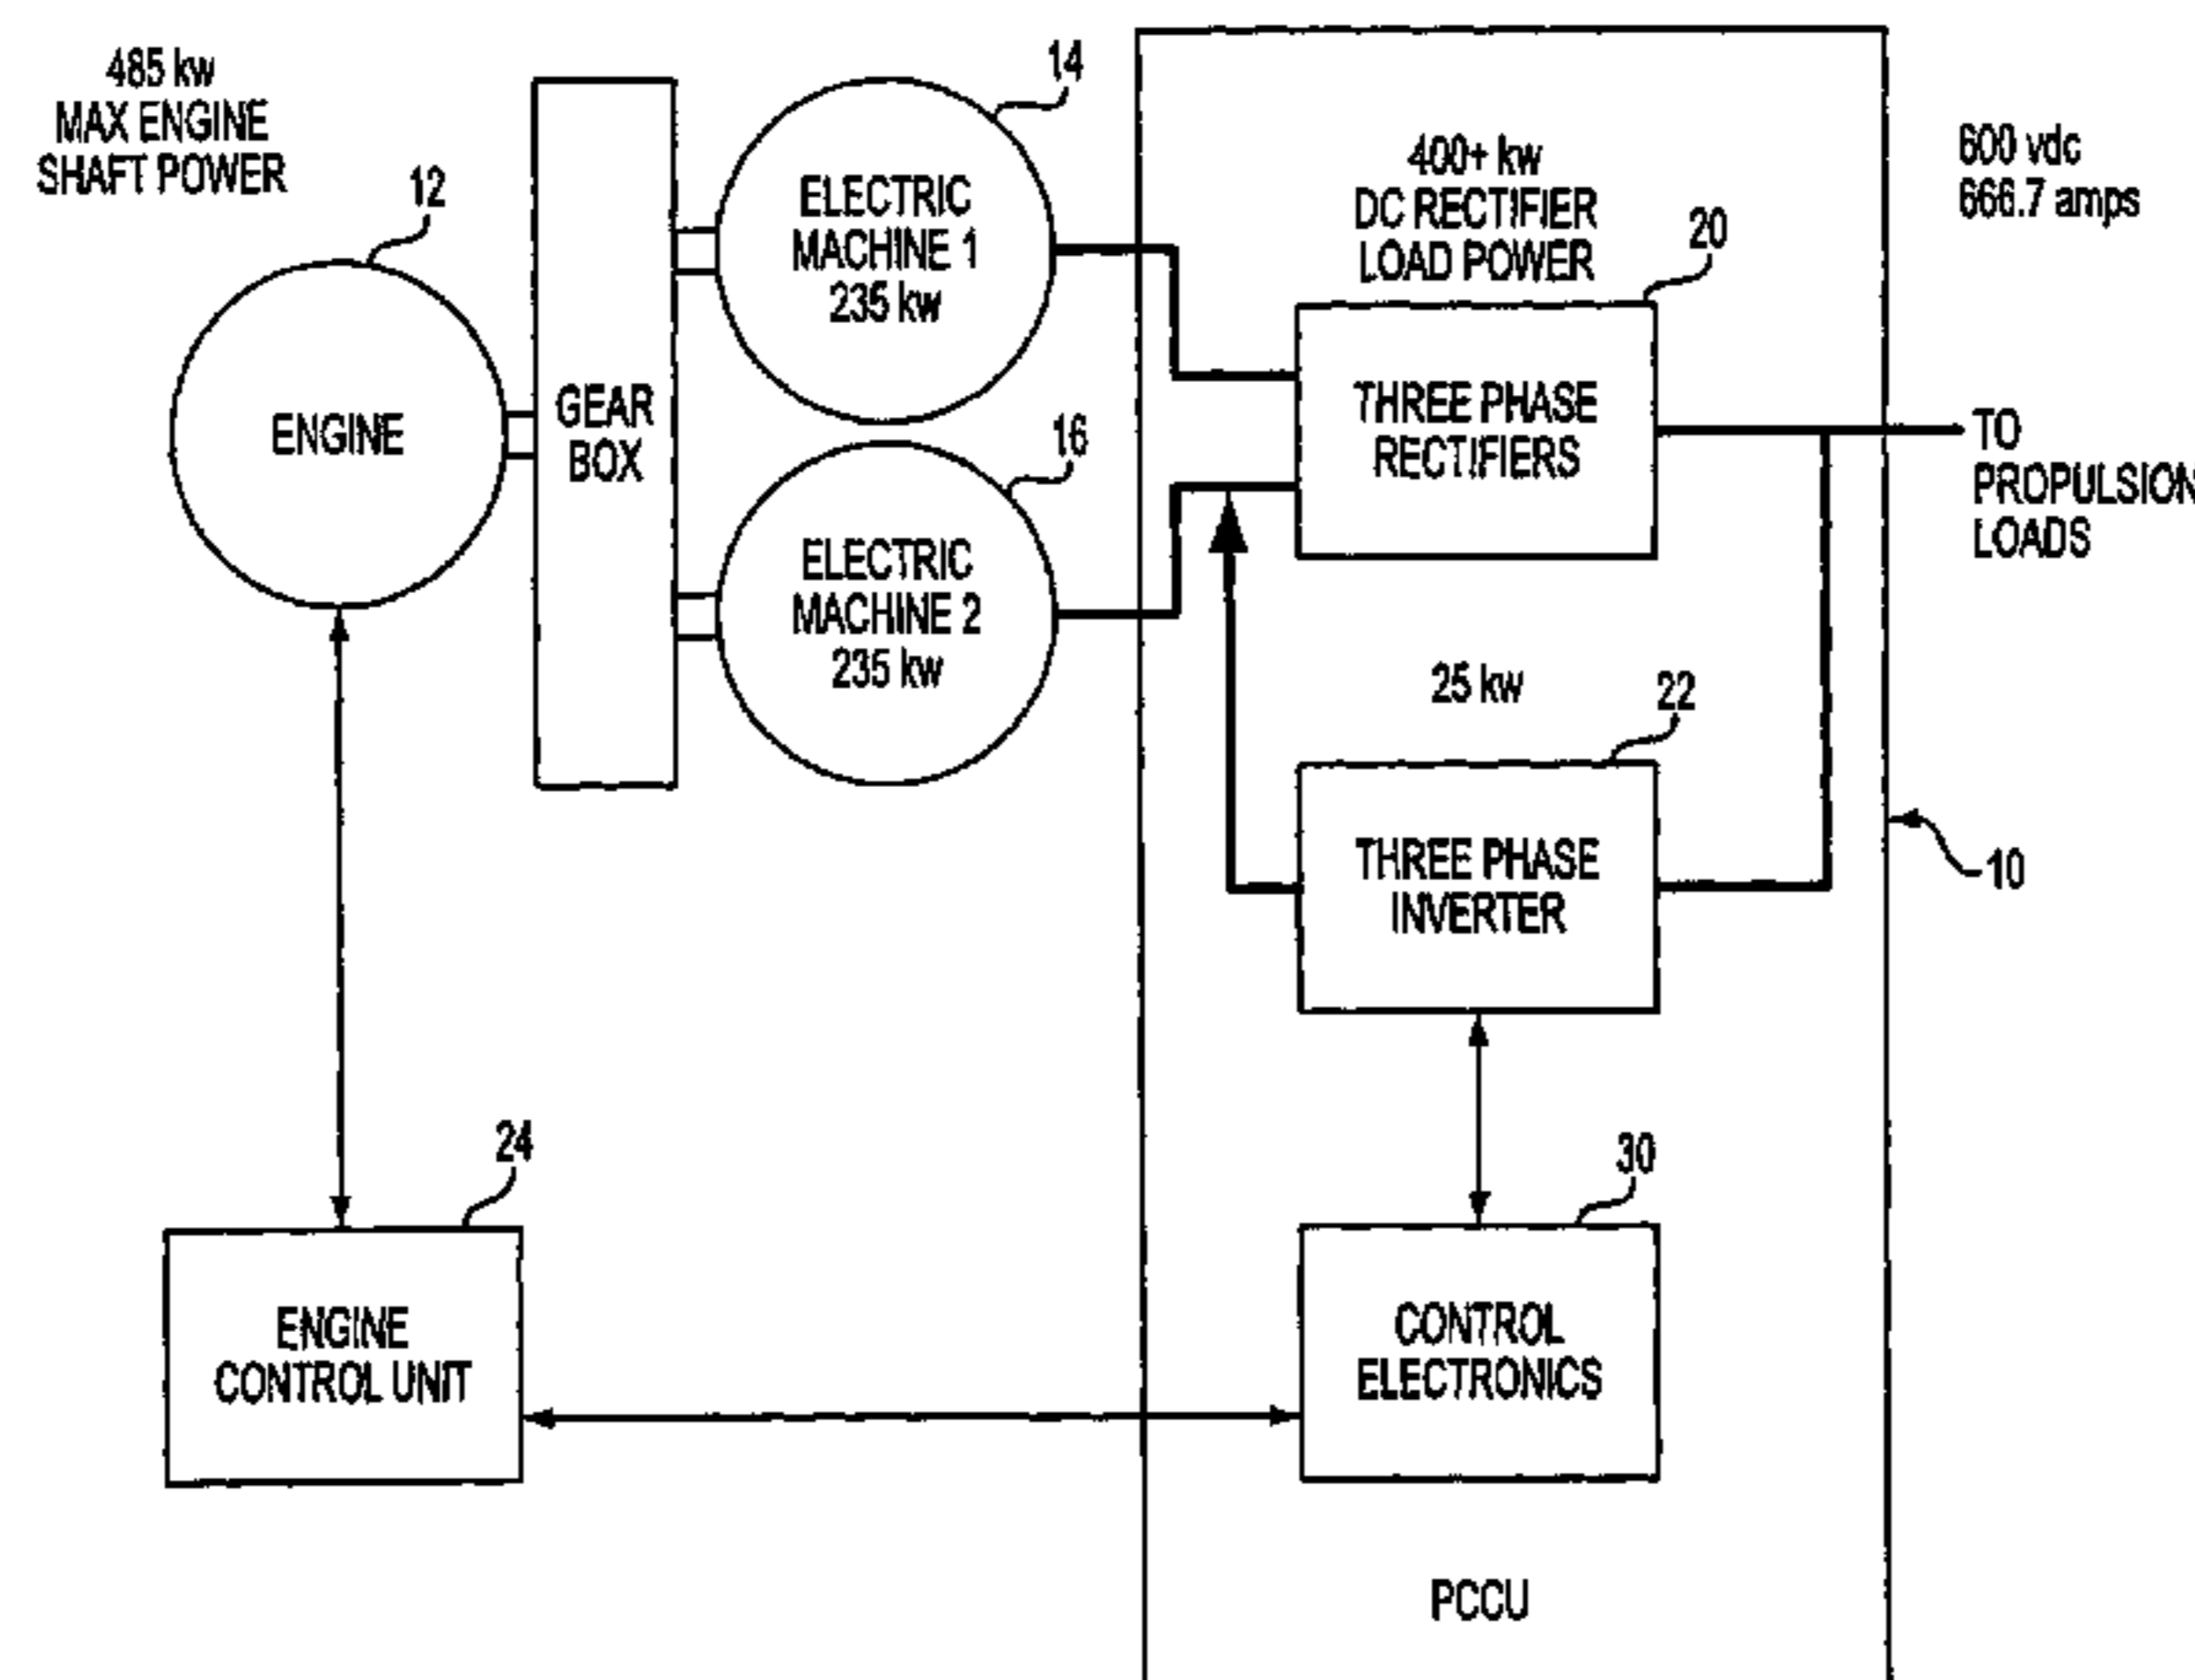 485 kw
MAX ENGINE
SHAFT POWER
12
ENGINE
GEAR
BOX
14
ELECTRIC
MACHINE 1
235 kw
16
ELECTRIC
MACHINE 2
235 kw
400+ kw
DC RECTIFIER
LOAD POWER
20
THREE PHASE
RECTIFIERS
600 vdc
666.7 amps
TO
PROPULSION
LOADS
25 kw
22
THREE PHASE
INVERTER
10
24
ENGINE
CONTROL UNIT
30
CONTROL
ELECTRONICS
PCCU